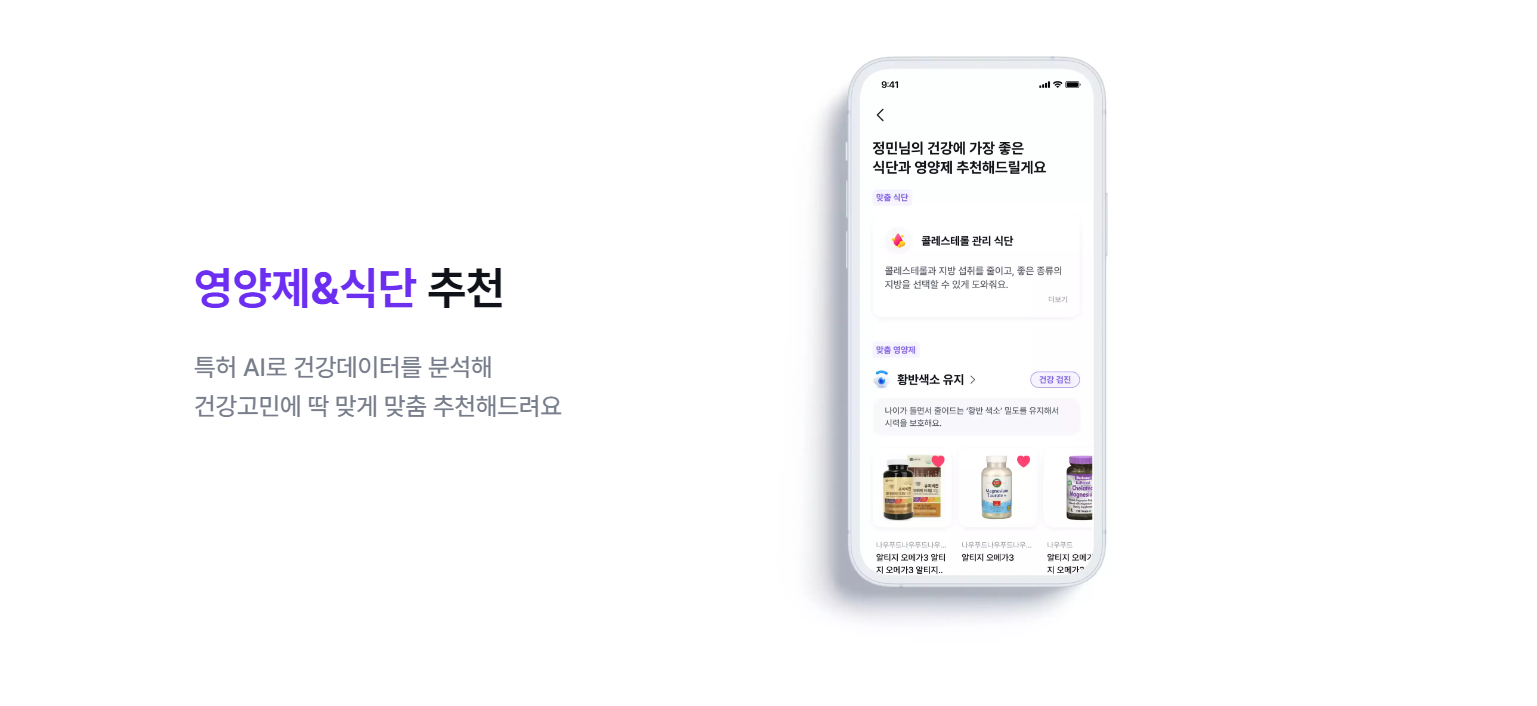 영양제&식단 추천
특허 AI로 건강데이터를 분석해
건강고민에 딱 맞게 맞춤 추천해드려요
9:41
정민님의 건강에 가장 좋은
식단과 영양제 추천해드릴게요
맞춤 식단
콜레스테롤 관리 식단
콜레스테롤과 지방 섭취를 줄이고, 좋은 종류의
지방을 선택할 수 있게 도와줘요.
더보기
맞춤 영양제
황반색소 유지
건강 검진
나이가 들면서 줄어드는 '황반 색소' 밀도를 유지해서
시력을 보호해요.
Magnesium
Taurate+
Chelated
Magnesi
나우푸드나우푸드나우...
알티지 오메가3 알티
지 오메가3 알티지..
나우푸드나우푸드나우...
알티지 오메가3
나우푸드
알티지 오메가
지 오메가3